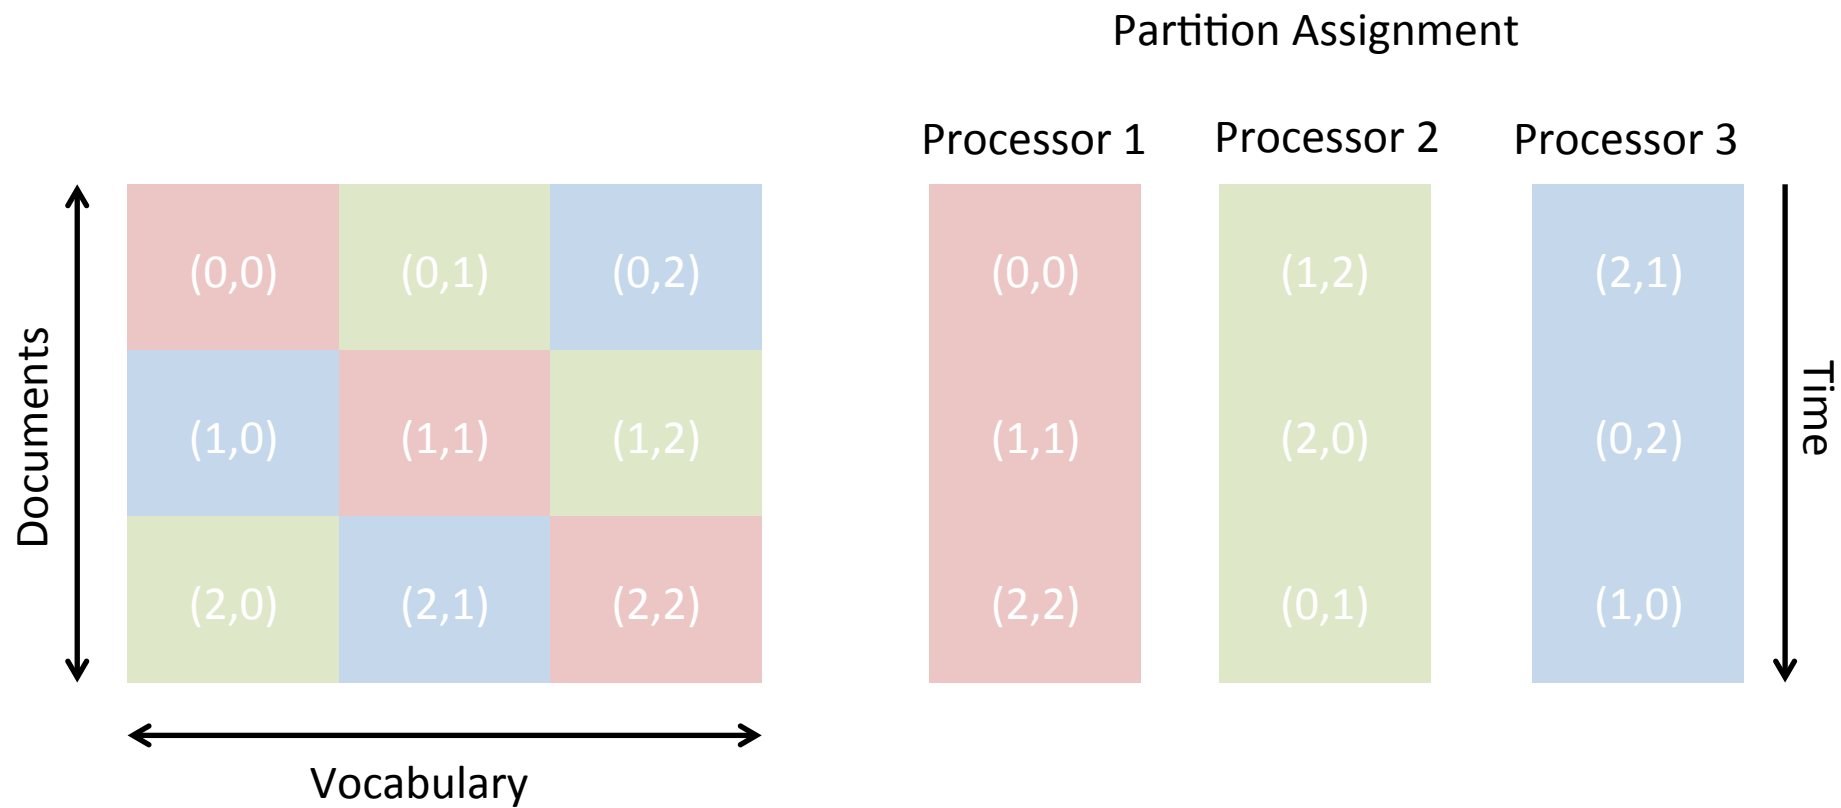 Partition Assignment
Processor 1 Processor 2 Processor 3
Documents
(0,0) (0,1) (0,2)
(1,0) (1,1) (1,2)
(2,0) (2,1) (2,2)
Vocabulary
(0,0) (1,2) (2,1)
(1,1) (2,0) (0,2)
(2,2) (0,1) (1,0)
Time